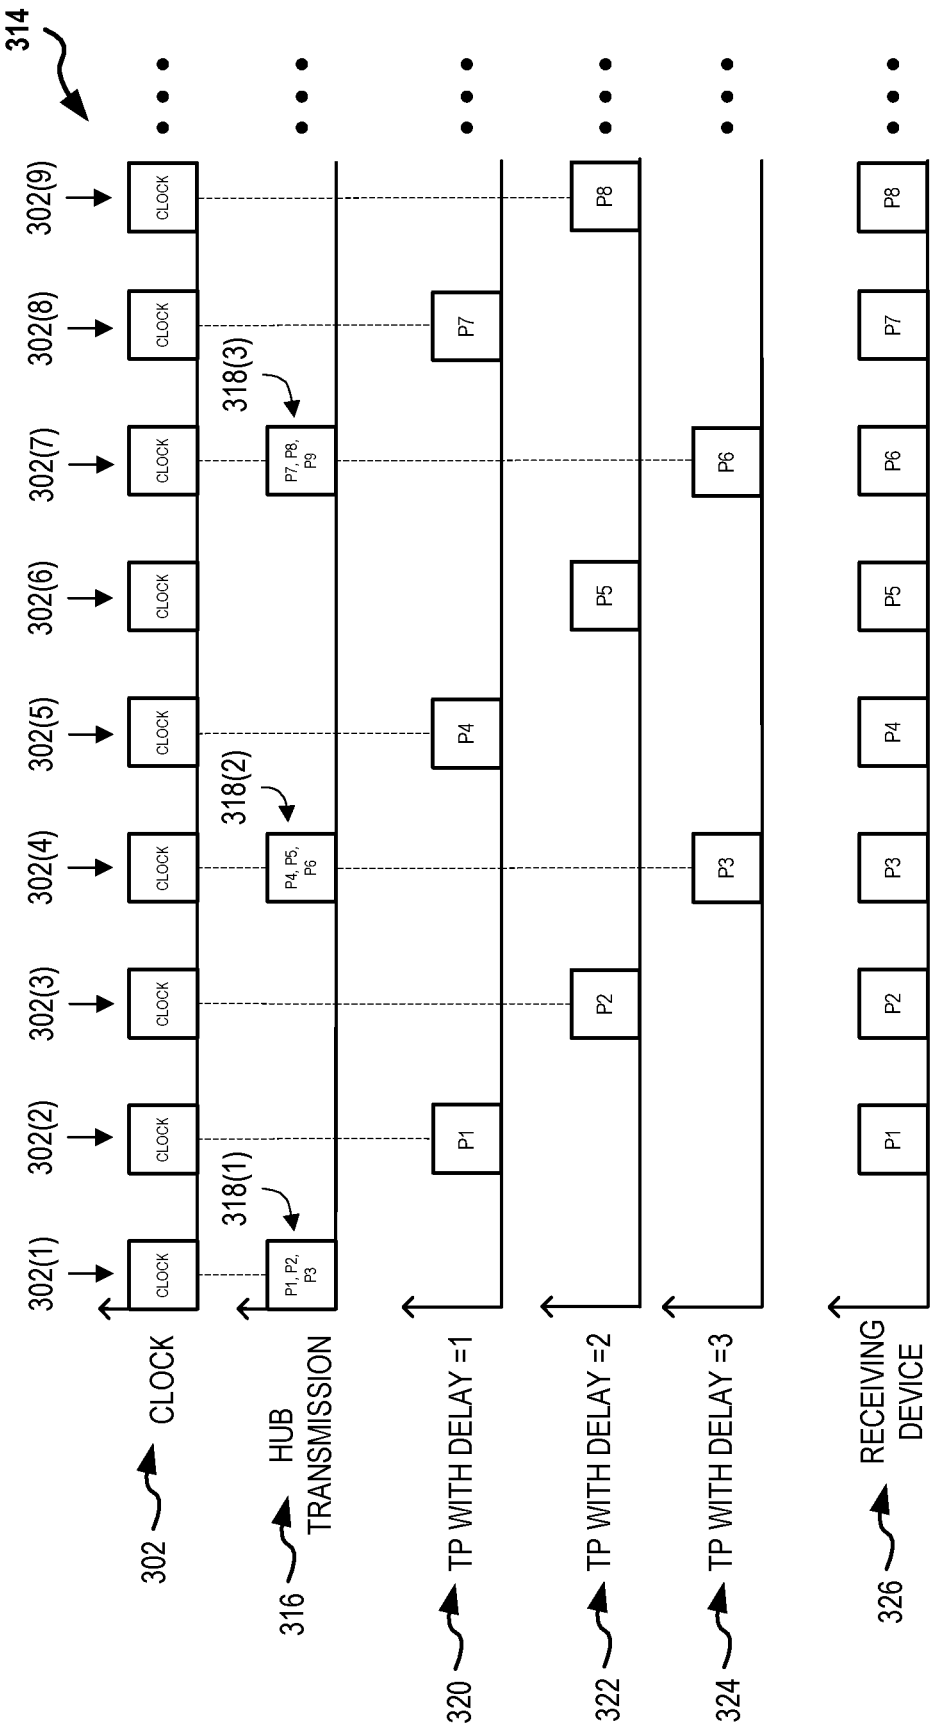 314
302(1)
302(2)
302(3)
302(4)
302(5)
302(6)
302(7)
302(8)
302(9)
302
CLOCK
CLOCK
CLOCK
CLOCK
CLOCK
CLOCK
CLOCK
CLOCK
CLOCK
CLOCK
318(1)
318(2)
318(3)
316
HUB
TRANSMISSION
P1, P2,
P3
P4, P5,
P6
P7, P8,
P9
320
TP WITH DELAY =1
P1
P4
P7
322
TP WITH DELAY =2
P2
P5
P8
324
TP WITH DELAY =3
P3
P6
326
RECEIVING
DEVICE
P1
P2
P3
P4
P5
P6
P7
P8